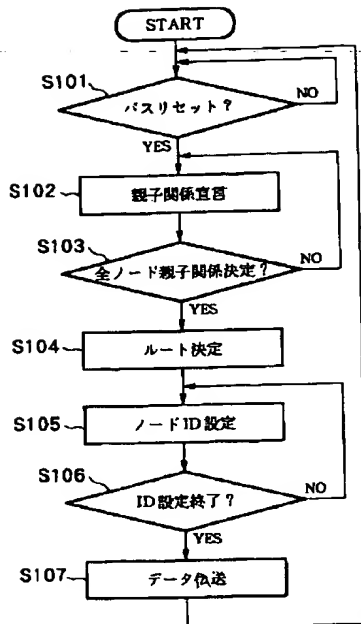 START
S101
バスリセット？
NO
YES
S102
親子関係宣言
S103
全ノード親子関係決定？
NO
YES
S104
ルート決定
S105
ノードID設定
S106
ID設定終了？
NO
YES
S107
データ伝送